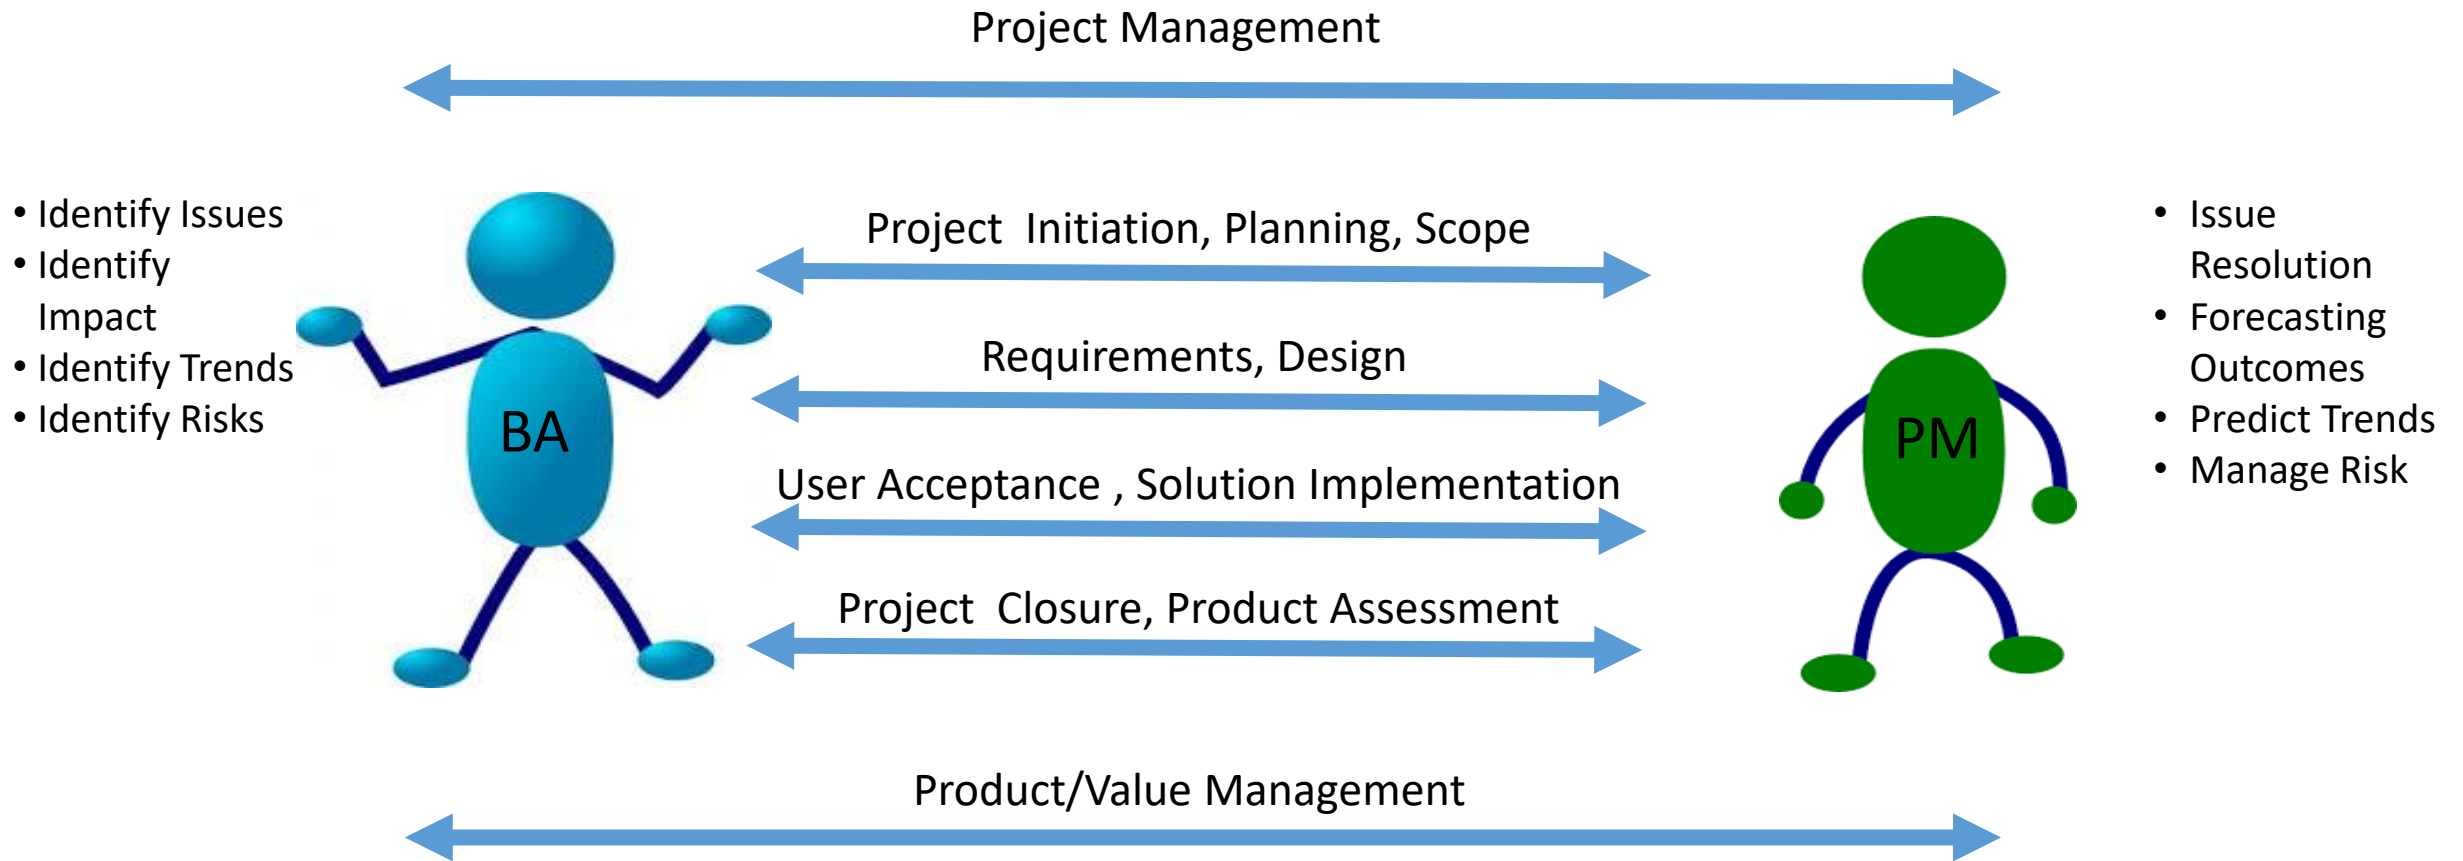 Project Management
• Identify Issues
• Identify
Impact
• Identify Trends
• Identify Risks
BA
Project  Initiation, Planning, Scope
Requirements, Design
User Acceptance , Solution Implementation
Project  Closure, Product Assessment
PM
• Issue
Resolution
• Forecasting
Outcomes
• Predict Trends
• Manage Risk
Product/Value Management